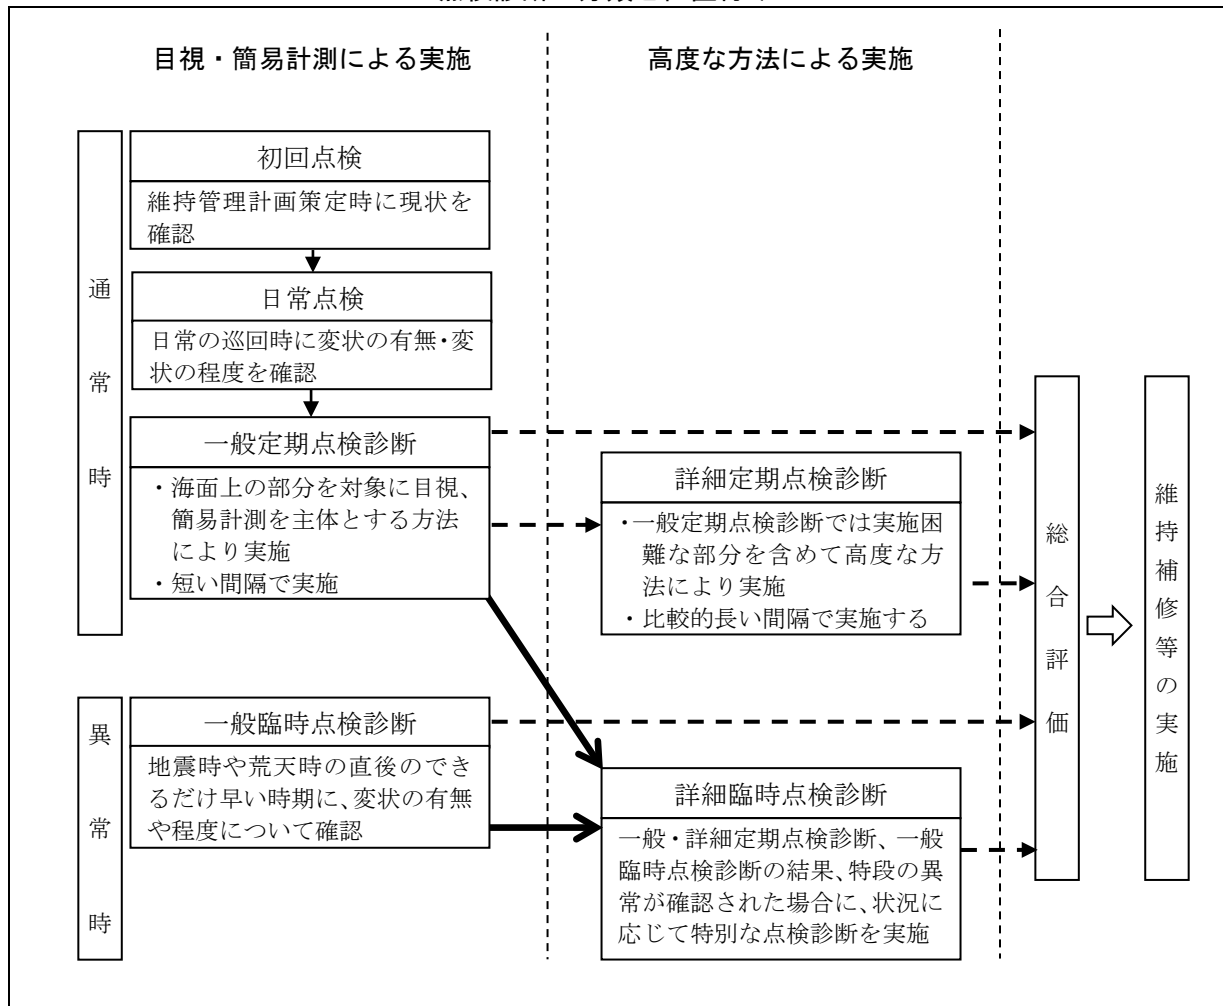 目視・簡易計測による実施
高度な方法による実施
通常時
初回点検
維持管理計画策定時に現状を
確認
日常点検
日常の巡回時に変状の有無・変
状の程度を確認
一般定期点検診断
・海面上の部分を対象に目視、
簡易計測を主体とする方法
により実施
・短い間隔で実施
詳細定期点検診断
・一般定期点検診断では実施困
難な部分を含めて高度な方
法により実施
・比較的長い間隔で実施する
異常時
一般臨時点検診断
地震時や荒天時の直後のでき
るだけ早い時期に、変状の有無
や程度について確認
詳細臨時点検診断
一般・詳細定期点検診断、一般
臨時点検診断の結果、特段の異
常が確認された場合に、状況に
応じて特別な点検診断を実施
総合評価
維持補修等の実施